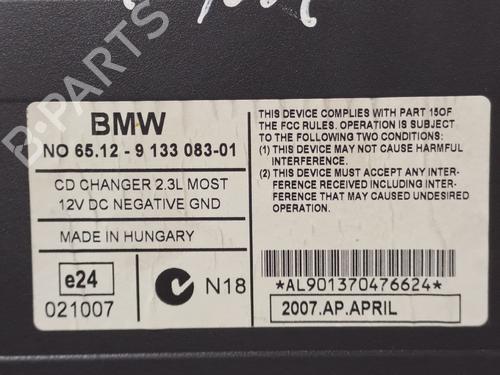 B-PARTS
BMW
NO 65.12 - 9 133 083-01
CD CHANGER 2.3L MOST
12V DC NEGATIVE GND
MADE IN HUNGARY
e24
021007
N18
THIS DEVICE COMPLIES WITH PART 15OF
THE FCC RULES. OPERATION IS SUBJECT
TO THE FOLLOWING TWO CONDITIONS:
(1) THIS DEVICE MAY NOT CAUSE HARMFUL
INTERFERENCE.
(2) THIS DEVICE MUST ACCEPT ANY INTER-
FERENCE RECEIVED INCLUDING INTER-
FERENCE THAT MAY CAUSED UNDESIRED
OPERATION.
*AL901370476624*
2007.AP.APRIL